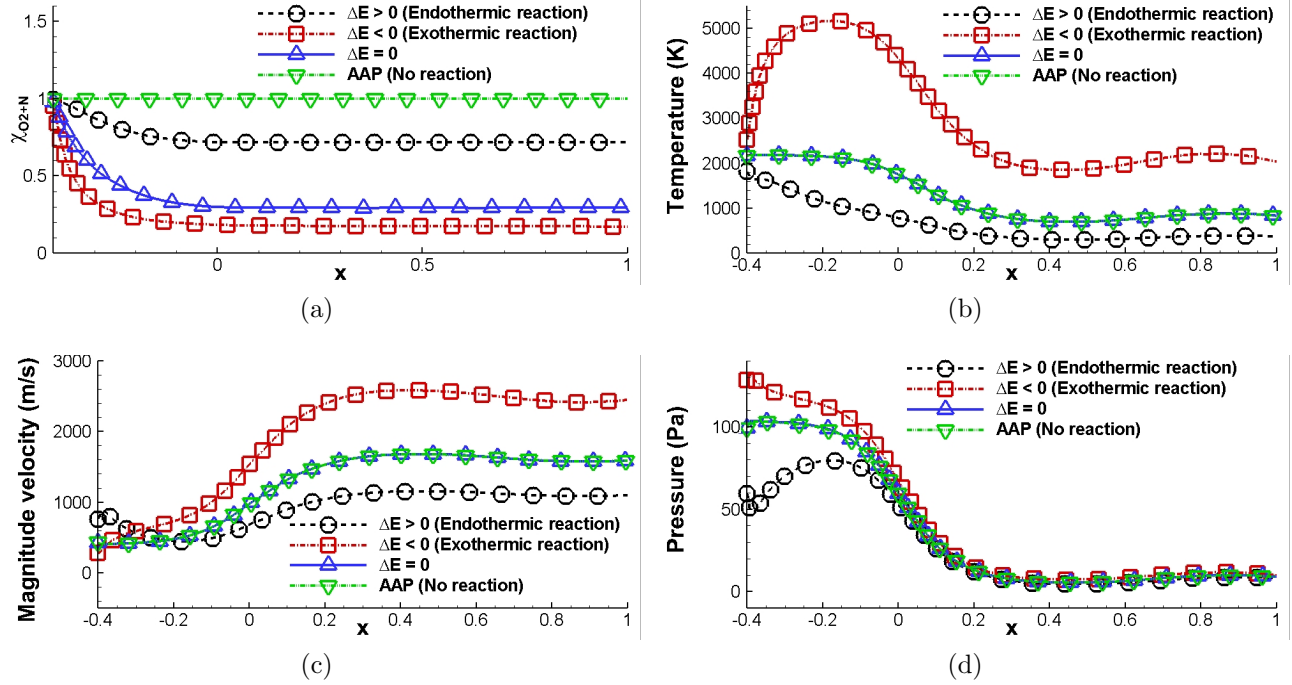 ΔE > 0 (Endothermic reaction)
ΔE < 0 (Exothermic reaction)
ΔE = 0
AAP (No reaction)
χO2+N
1.5
1
0.5
0
0
0.5
1
x
(a)
ΔE > 0 (Endothermic reaction)
ΔE < 0 (Exothermic reaction)
ΔE = 0
AAP (No reaction)
Temperature (K)
5000
4000
3000
2000
1000
0
-0.4
-0.2
0
0.2
0.4
0.6
0.8
1
x
(b)
Magnitude velocity (m/s)
3000
2000
1000
0
ΔE > 0 (Endothermic reaction)
ΔE < 0 (Exothermic reaction)
ΔE = 0
AAP (No reaction)
-0.4
-0.2
0
0.2
0.4
0.6
0.8
1
x
(c)
ΔE > 0 (Endothermic reaction)
ΔE < 0 (Exothermic reaction)
ΔE = 0
AAP (No reaction)
Pressure (Pa)
1000
500
0
-0.4
-0.2
0
0.2
0.4
0.6
0.8
1
x
(d)